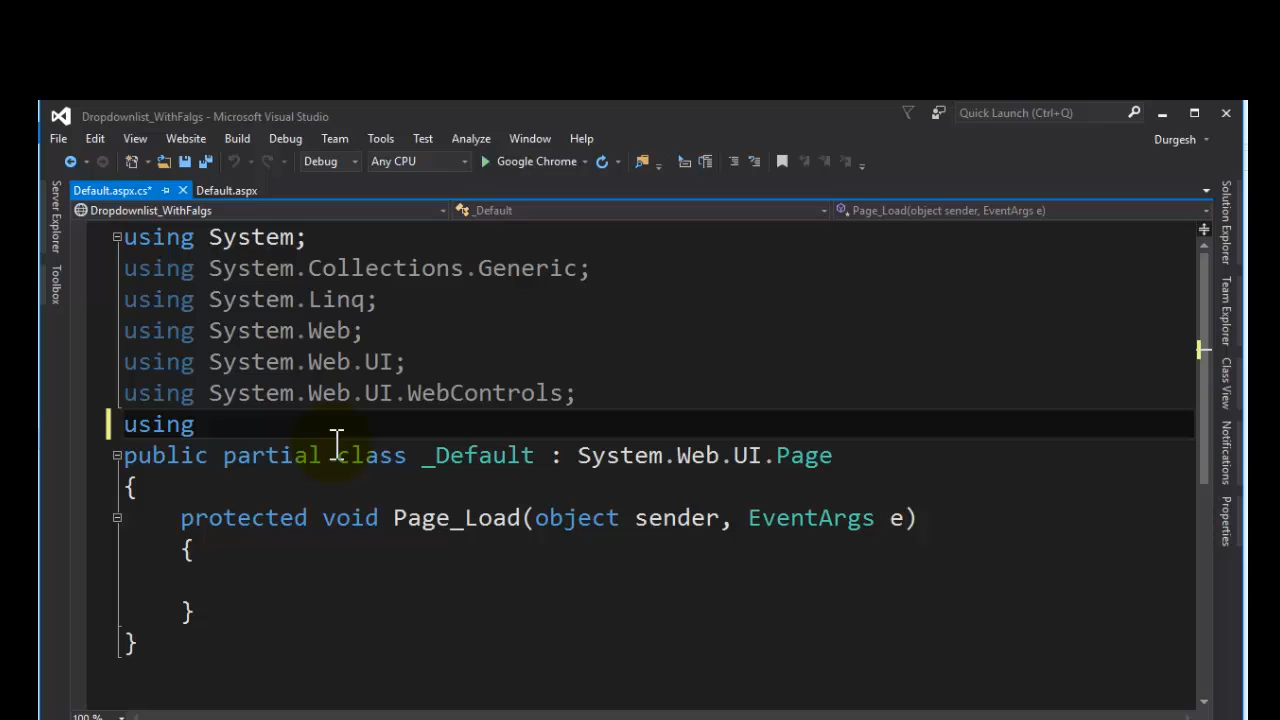 Dropdownlist_WithFalgs - Microsoft Visual Studio
Quick Launch (Ctrl+Q)
File Edit View Website Build Debug Team Tools Test Analyze Window Help
Durgesh
Debug Any CPU Google Chrome
Default.aspx.cs* Default.aspx
Dropdownlist_WithFalgs _Default Page_Load(object sender, EventArgs e)
Server Explorer
Toolbox
using System;
using System.Collections.Generic;
using System.Linq;
using System.Web;
using System.Web.UI;
using System.Web.UI.WebControls;
using
public partial class _Default : System.Web.UI.Page
{
protected void Page_Load(object sender, EventArgs e)
{
}
}
Solution Explorer
Team Explorer
Class View
Notifications
Properties
100 %